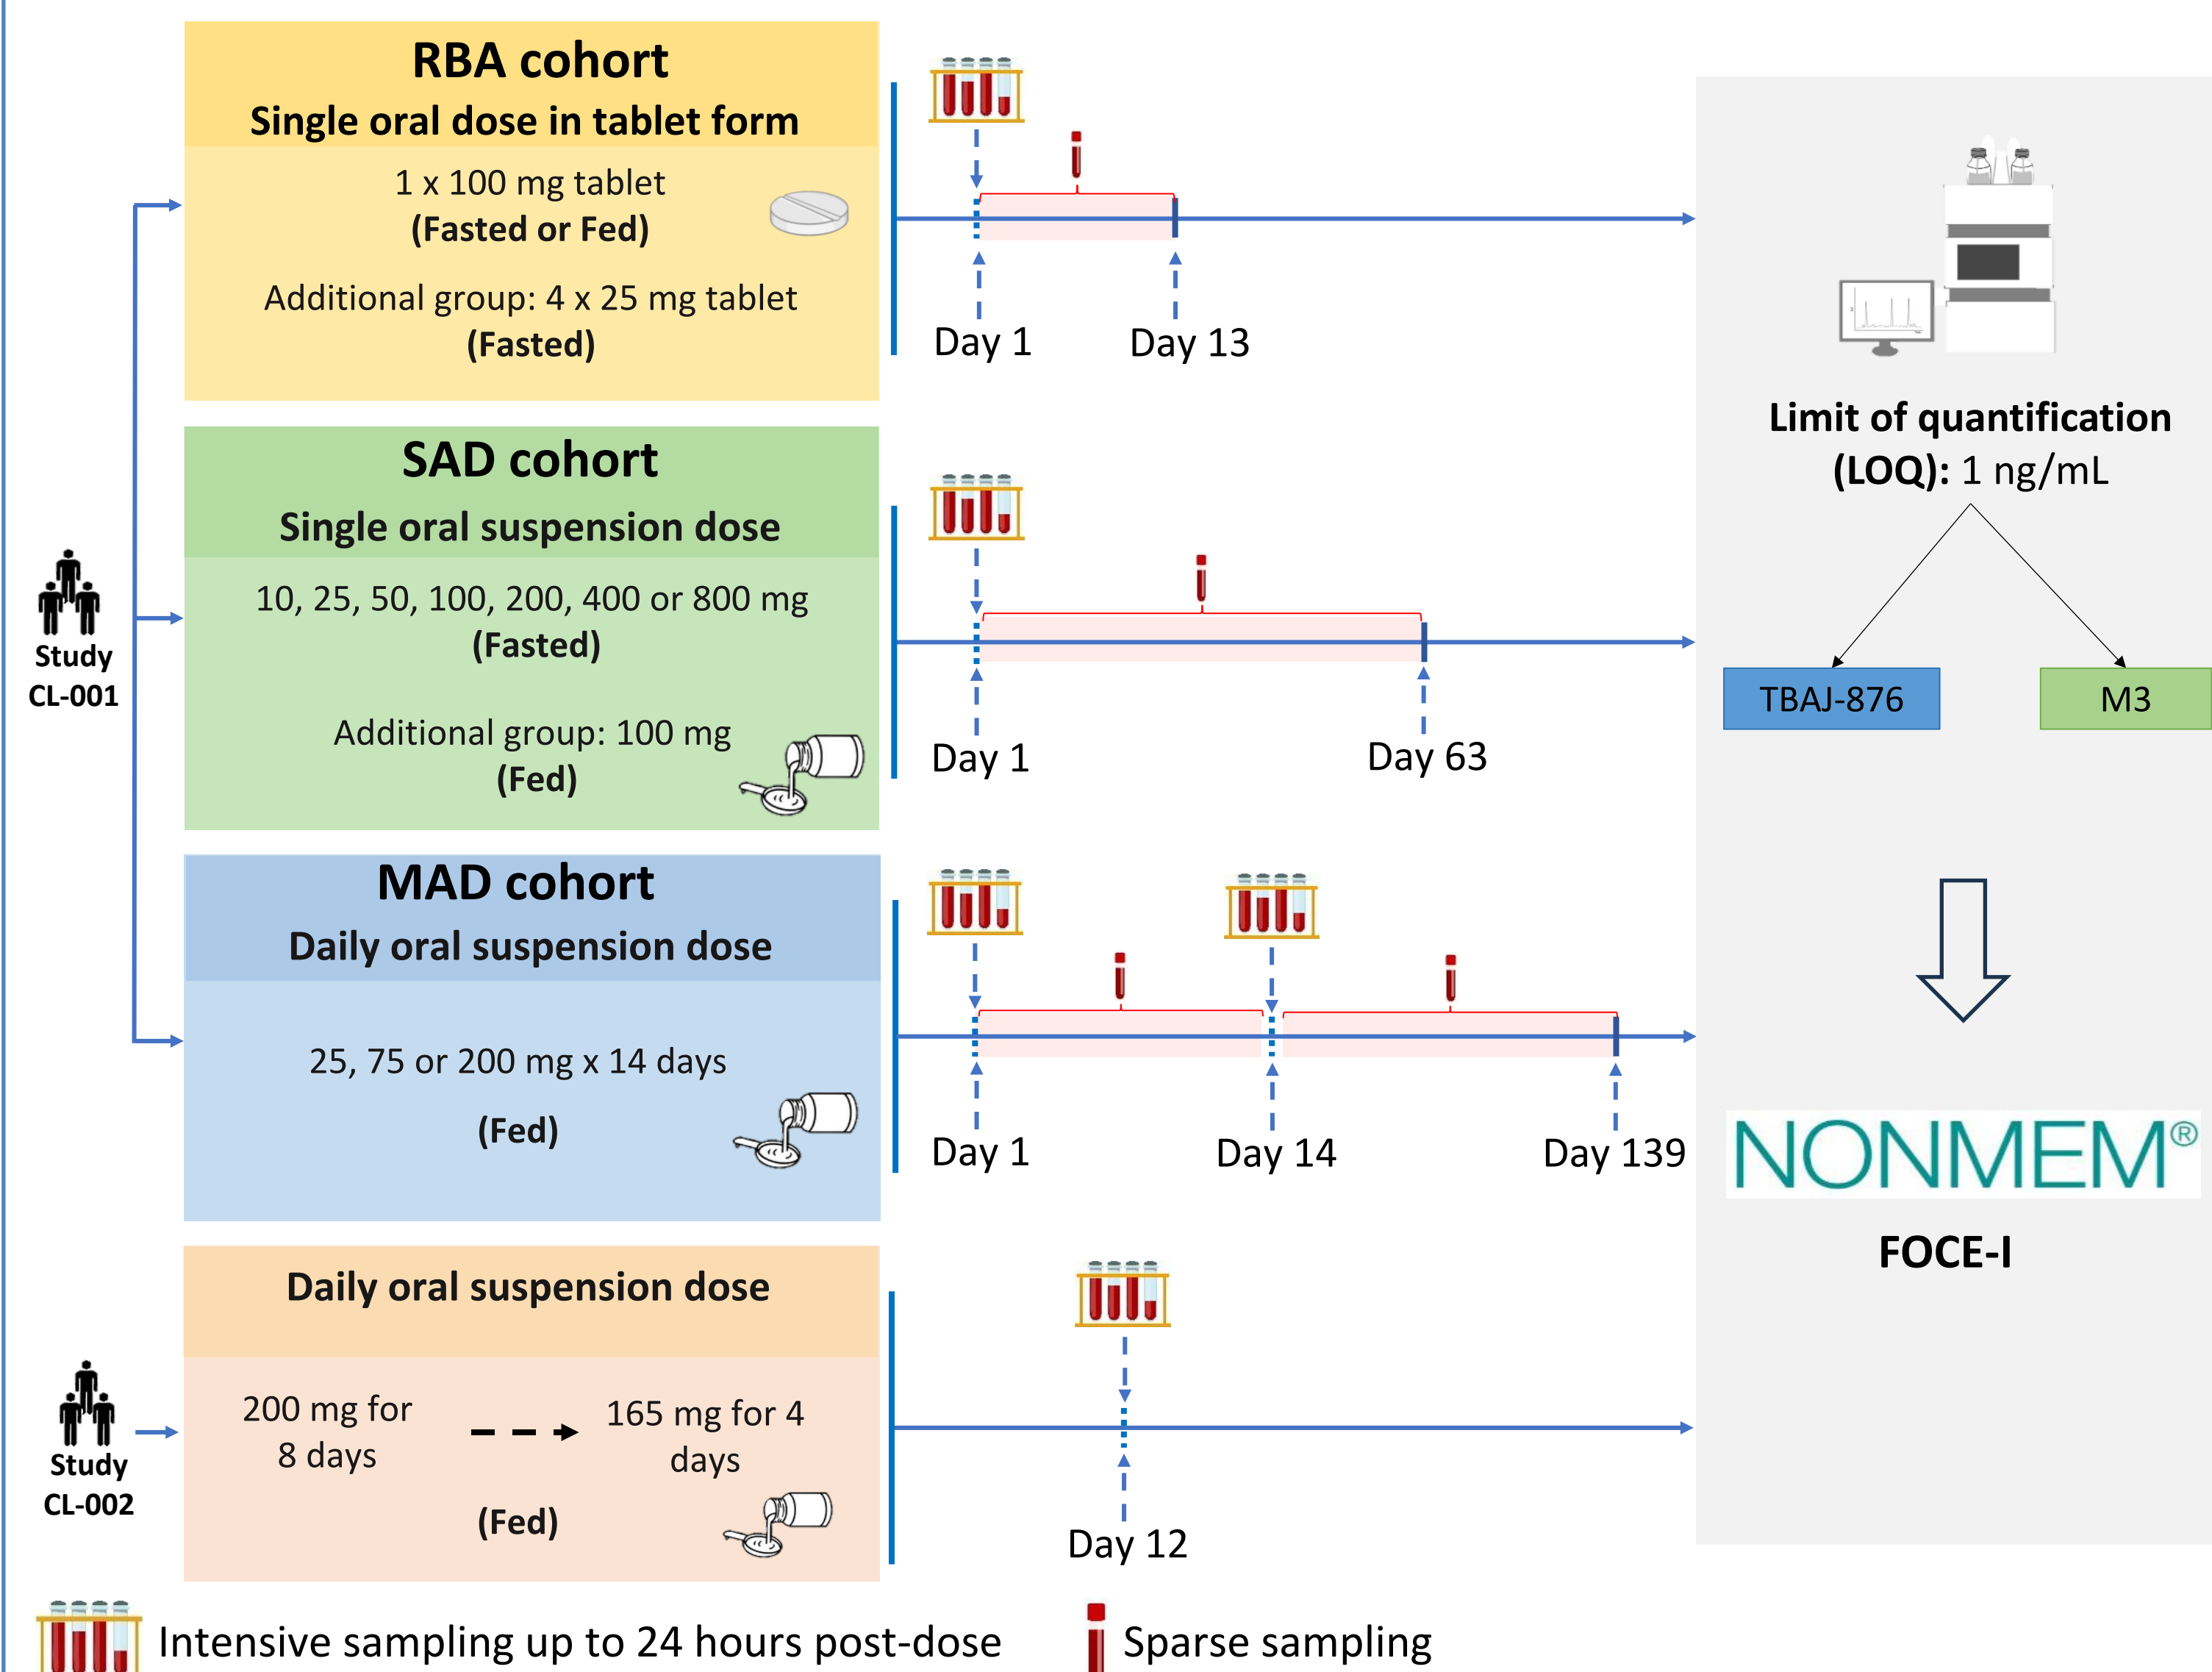 RBA cohort
Single oral dose in tablet form
1 x 100 mg tablet
(Fasted or Fed)
Additional group: 4 x 25 mg tablet
(Fasted)
Day 1
Day 13
SAD cohort
Single oral suspension dose
10, 25, 50, 100, 200, 400 or 800 mg
(Fasted)
Additional group: 100 mg
(Fed)
Day 1
Day 63
Study
CL-001
MAD cohort
Daily oral suspension dose
25, 75 or 200 mg x 14 days
(Fed)
Day 1
Day 14
Day 139
Daily oral suspension dose
200 mg for
8 days
165 mg for 4
days
(Fed)
Day 12
Study
CL-002
Limit of quantification
(LOQ): 1 ng/mL
TBAJ-876
M3
NONMEM®
FOCE-I
Intensive sampling up to 24 hours post-dose
Sparse sampling